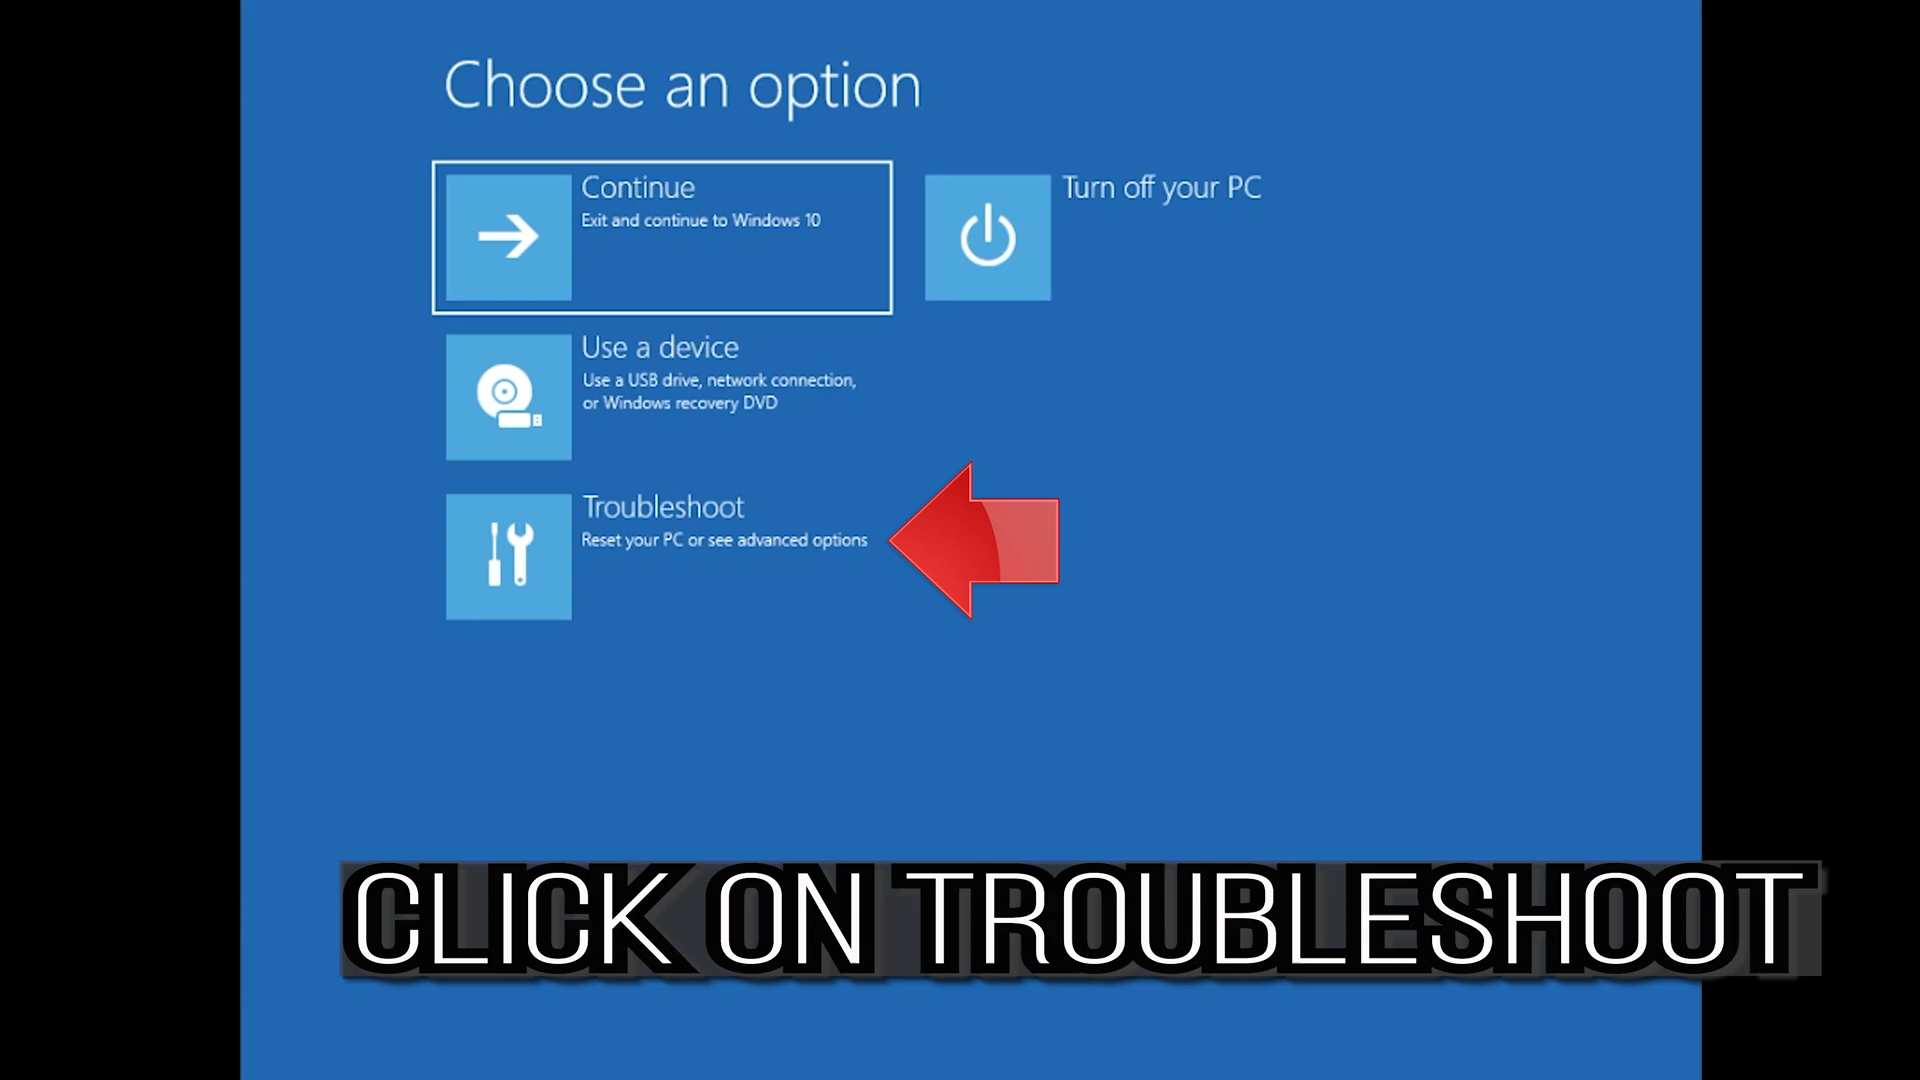 Choose an option
Continue
Exit and continue to Windows 10
Turn off your PC
Use a device
Use a USB drive, network connection,
or Windows recovery DVD
Troubleshoot
Reset your PC or see advanced options
CLICK ON TROUBLESHOOT